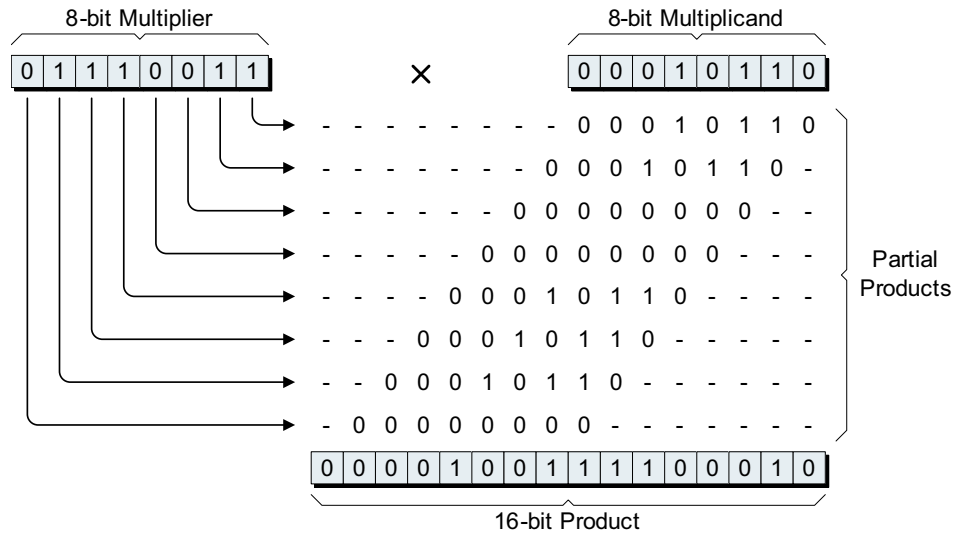 8-bit Multiplier 8-bit Multiplicand
0 1 1 1 0 0 1 1 × 0 0 0 1 0 1 1 0
- - - - - - - - 0 0 0 1 0 1 1 0
- - - - - - - 0 0 0 1 0 1 1 0 -
- - - - - - 0 0 0 0 0 0 0 0 - -
- - - - - 0 0 0 0 0 0 0 0 - - -
- - - - 0 0 0 1 0 1 1 0 - - - -
- - - 0 0 0 1 0 1 1 0 - - - - -
- - 0 0 0 1 0 1 1 0 - - - - - -
- 0 0 0 0 0 0 0 0 - - - - - - -
Partial
Products
0 0 0 0 1 0 0 1 1 1 1 0 0 0 1 0
16-bit Product